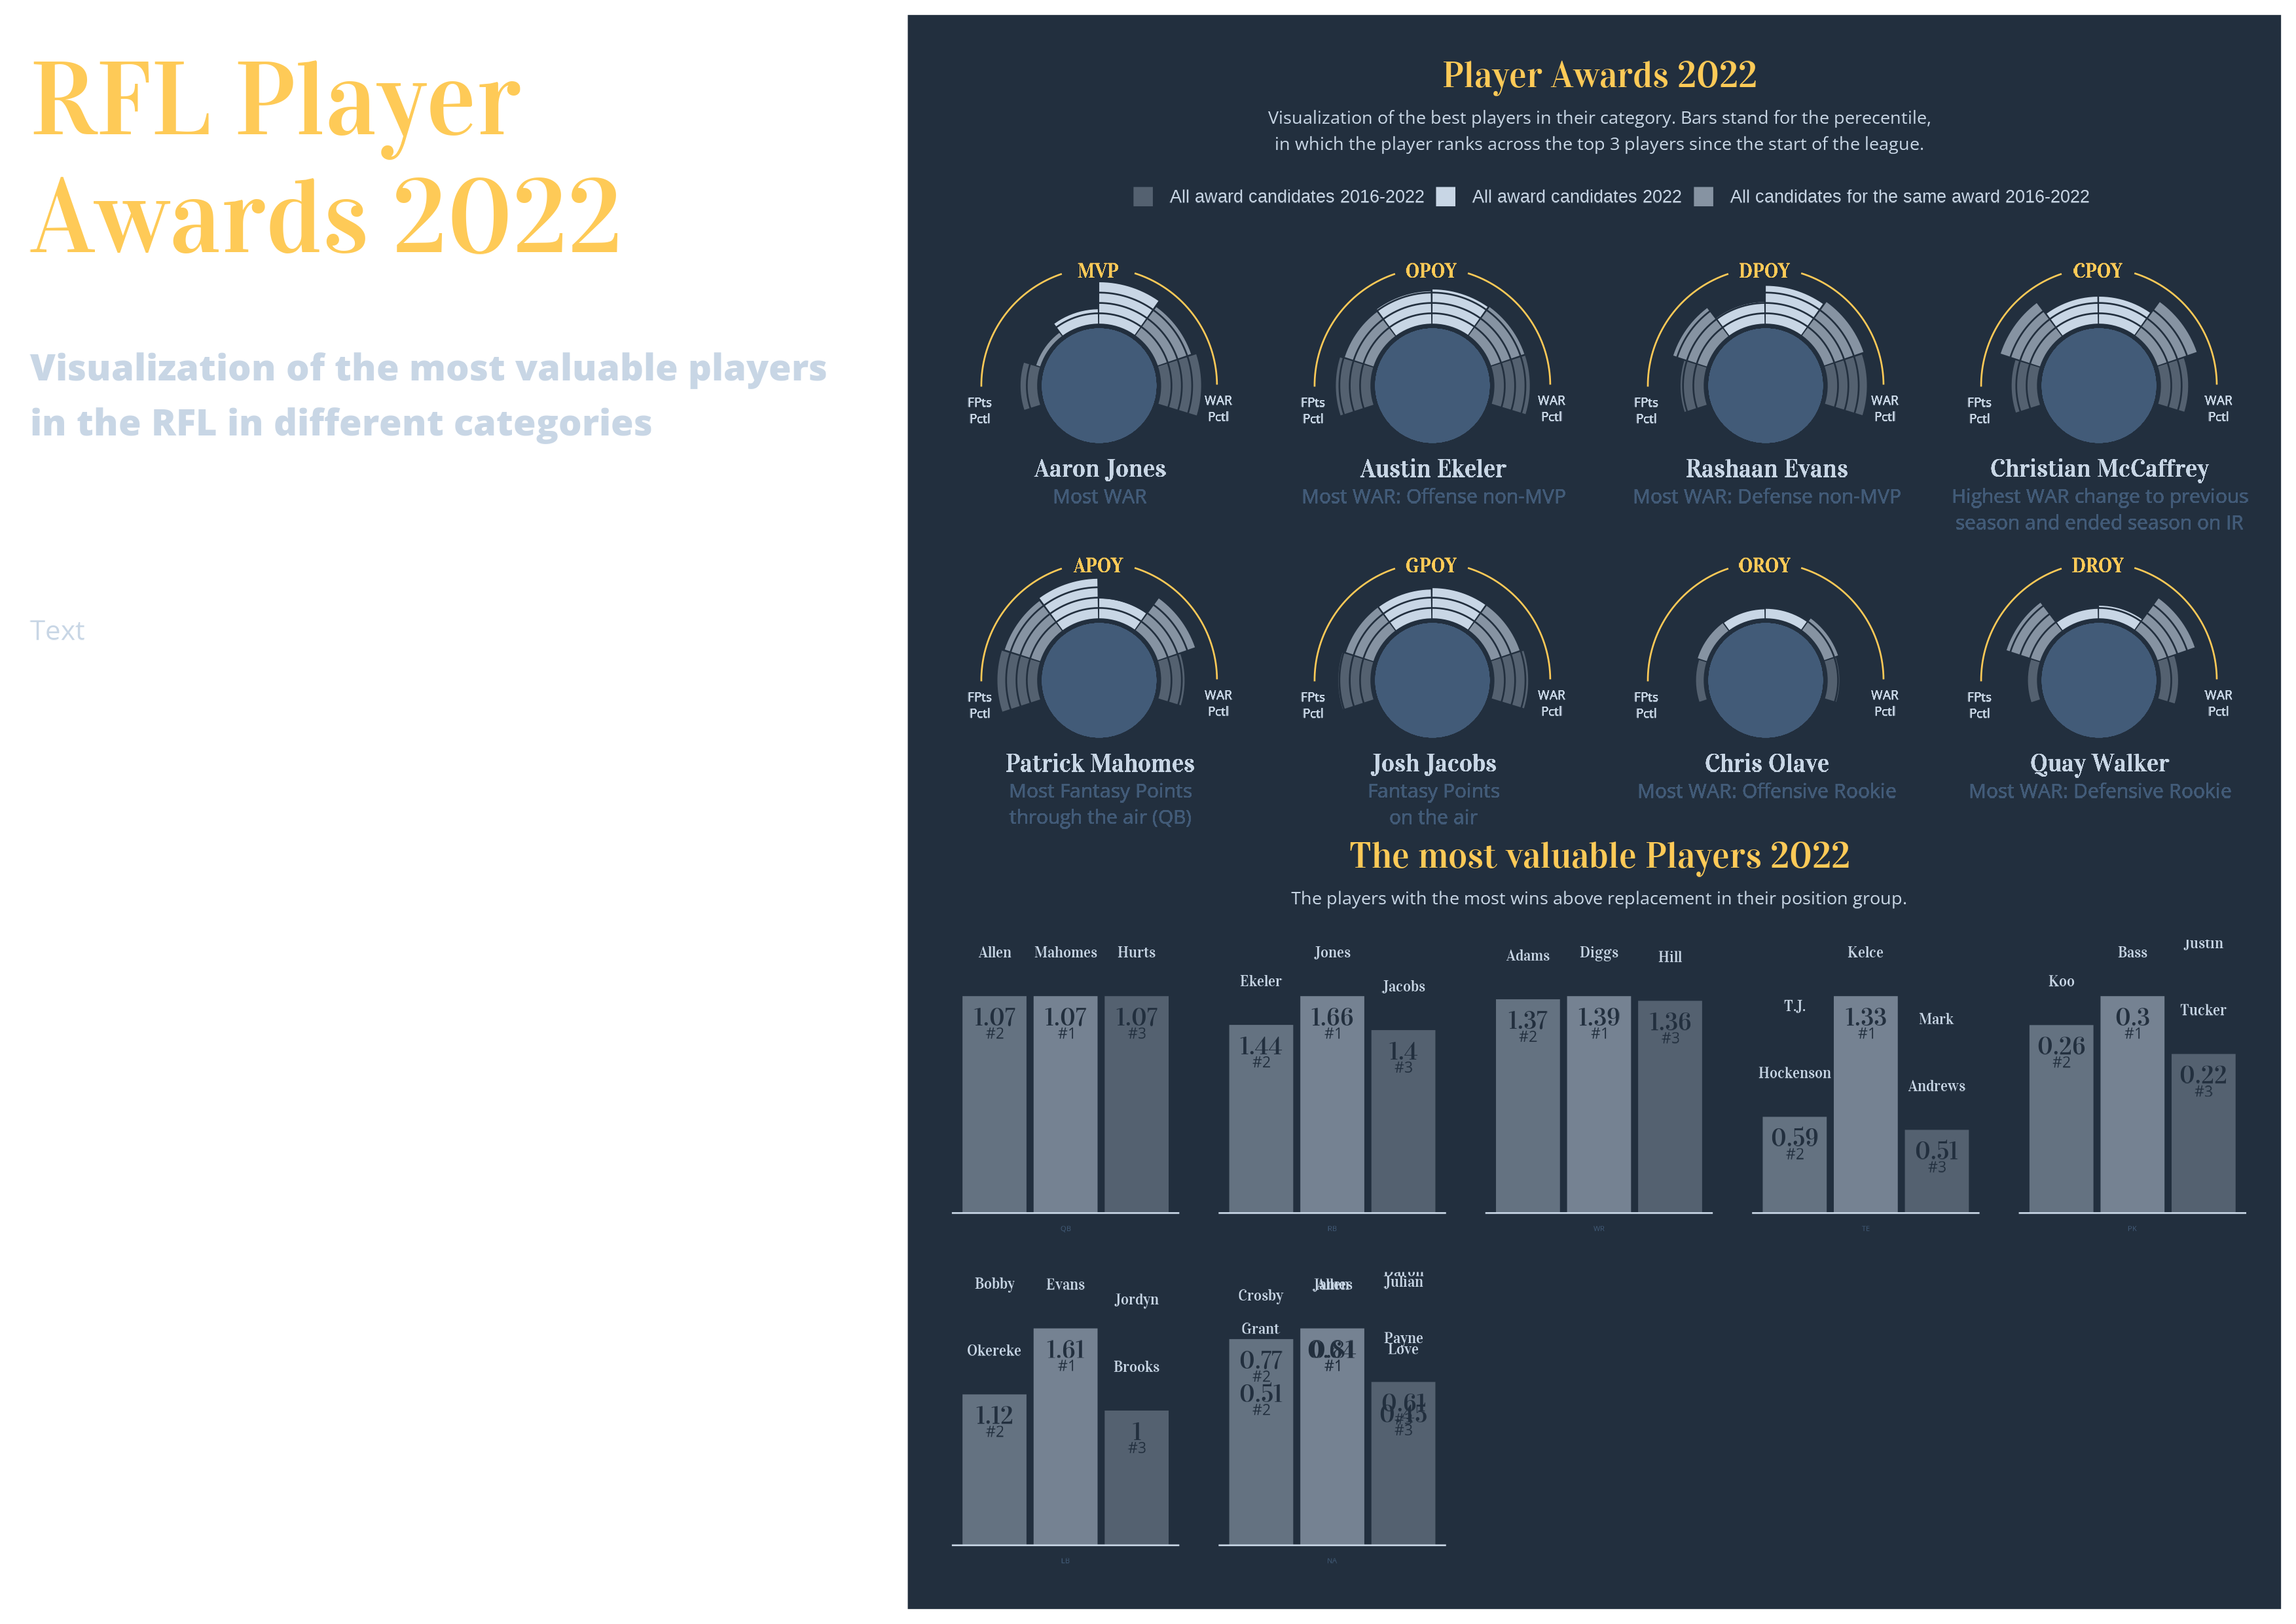 RFL Player
Awards 2022
Visualization of the most valuable players
in the RFL in different categories
Text
Player Awards 2022
Visualization of the best players in their category. Bars stand for the perecentile,
in which the player ranks across the top 3 players since the start of the league.
All award candidates 2016-2022 All award candidates 2022 All candidates for the same award 2016-2022
MVP
FPts
Pctl
WAR
Pctl
Aaron Jones
Most WAR
OPOY
FPts
Pctl
WAR
Pctl
Austin Ekeler
Most WAR: Offense non-MVP
DPOY
FPts
Pctl
WAR
Pctl
Rashaan Evans
Most WAR: Defense non-MVP
CPOY
FPts
Pctl
WAR
Pctl
Christian McCaffrey
Highest WAR change to previous
season and ended season on IR
APOY
FPts
Pctl
WAR
Pctl
Patrick Mahomes
Most Fantasy Points
through the air (QB)
GPOY
FPts
Pctl
WAR
Pctl
Josh Jacobs
Fantasy Points
on the air
OROY
FPts
Pctl
WAR
Pctl
Chris Olave
Most WAR: Offensive Rookie
DROY
FPts
Pctl
WAR
Pctl
Quay Walker
Most WAR: Defensive Rookie
The most valuable Players 2022
The players with the most wins above replacement in their position group.
Allen Mahomes Hurts
1.07 1.07 1.07
#2 #1 #3
QB
Jones
Ekeler
Jacobs
1.66
#1
1.44
#2
1.4
#3
RB
Adams Diggs Hill
1.37 1.39 1.36
#2 #1 #3
WR
Kelce
T.J.
Hockenson
Mark
Andrews
1.33
#1
0.59
#2
0.51
#3
TE
Justin
Tucker
Bass
Koo
0.3
#1
0.26
#2
0.22
#3
PK
Bobby
Okereke
Evans
Jordyn
Brooks
1.61
#1
1.12
#2
1
#3
LB
Crosby
Grant
Julian
Payne
Love
0.77
#2
0.51
#2
#1
0.61
0.45
#3
NA